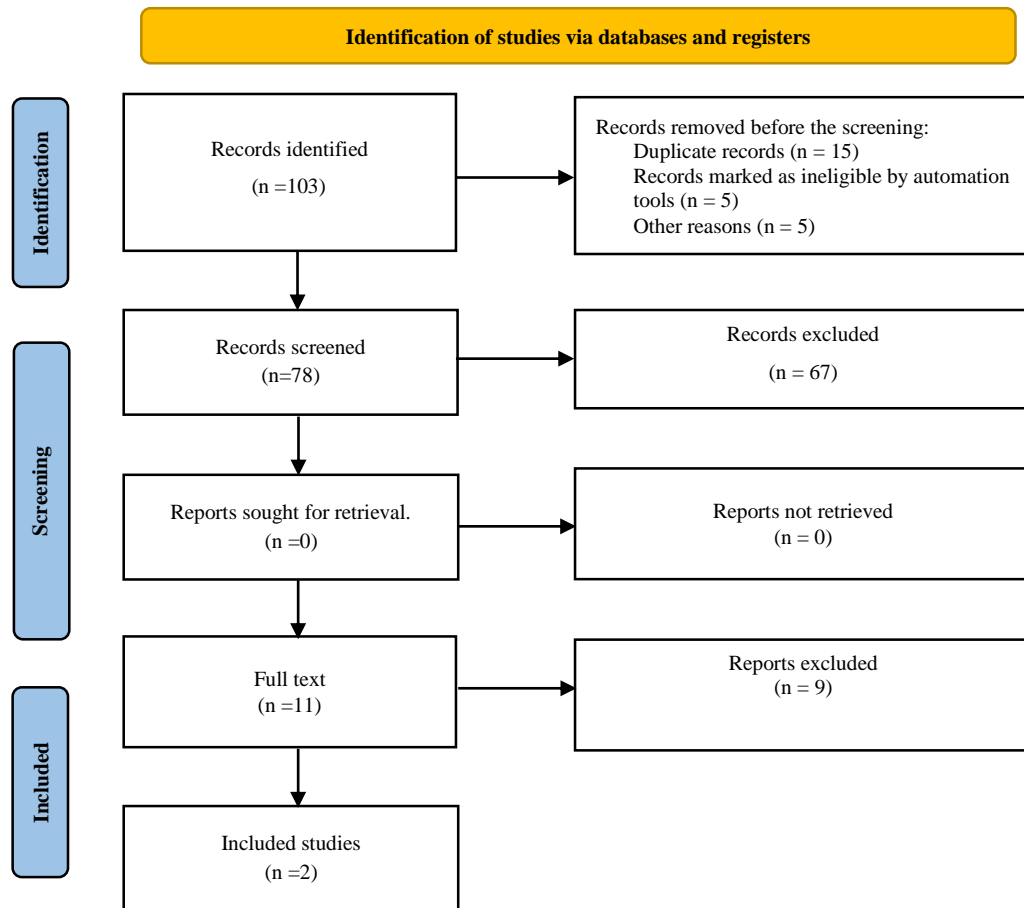 Identification of studies via databases and registers
Identification
Records identified
(n =103)
Records removed before the screening:
Duplicate records (n = 15)
Records marked as ineligible by automation
tools (n = 5)
Other reasons (n = 5)
Screening
Records screened
(n=78)
Records excluded
(n = 67)
Reports sought for retrieval.
(n =0)
Reports not retrieved
(n = 0)
Full text
(n =11)
Reports excluded
(n = 9)
Included
Included studies
(n =2)